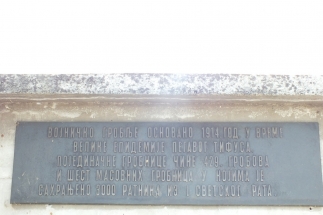 ВОЈНИЧКО ГРОБЉЕ ОСНОВАНО 1914 ГОД. У ВРЕМЕ
ВЕЛИКЕ ЕПИДЕМИЈЕ ПЕГАВОГ ТИФУСА.
ПОЈЕДИНАЧНЕ ГРОБНИЦЕ ЧИНЕ ГРОБОВА
И ШЕСТ МАСОВНИХ ГРОБНИЦА У КОЈИМА ЈЕ
САХРАЊЕНО 3000 РАТНИКА ИЗ I СВЕТСКОГ РАТА